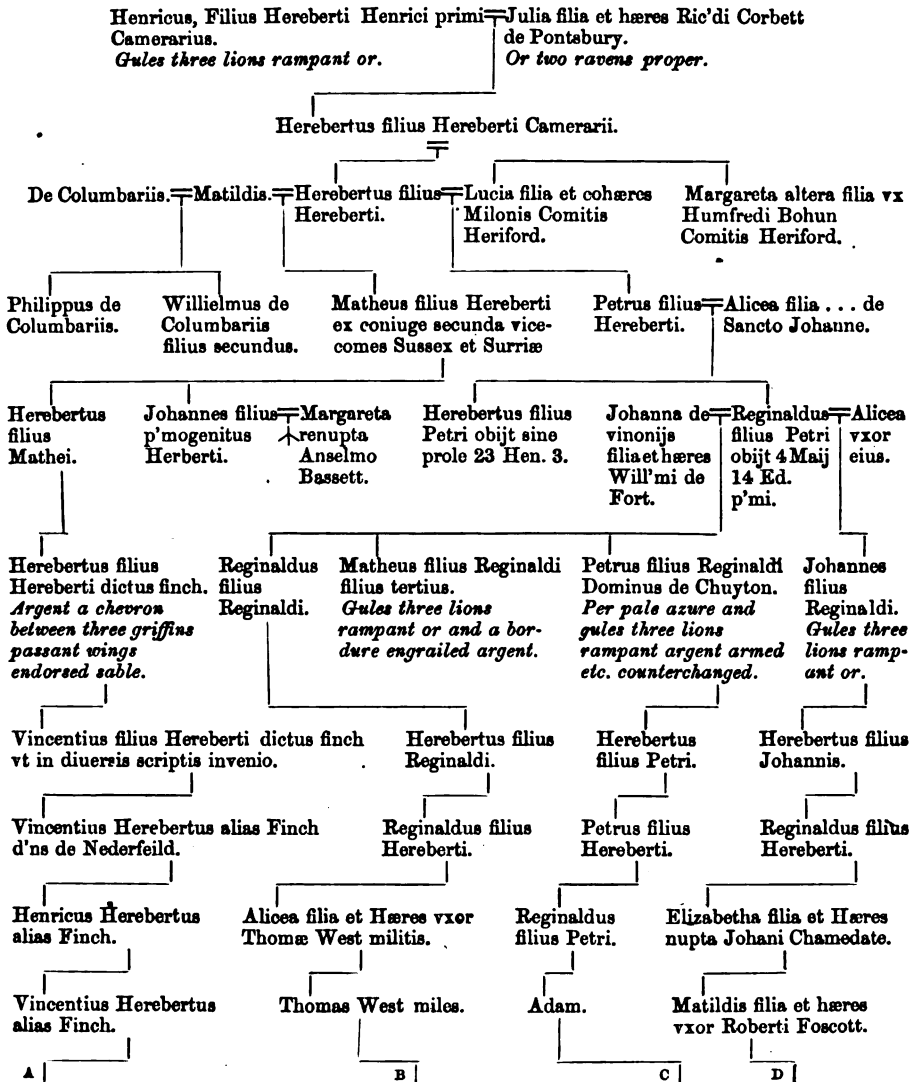 Henricus, Filius Hereberti Henrici primi
Camerarius.
Gules three lions rampant or.
Julia filia et hæres Ric'di Corbett
de Pontsbury.
Or two ravens proper.
Herebertus filius Hereberti Camerarii.
De Columbariis.
Matildis.
Herebertus filius
Hereberti.
Lucia filia et cohæres
Milonis Comitis
Heriford.
Margareta altera filia vx
Humfredi Bohun
Comitis Heriford.
Philippus de
Columbariis.
Willielmus de
Columbariis
filius secundus.
Matheus filius Hereberti
ex coniuge secunda vice-
comes Sussex et Surriæ
Petrus filius
Hereberti.
Alicea filia . . . de
Sancto Johanne.
Herebertus
filius
Mathei.
Johannes filius
p'mogenitus
Herberti.
Margareta
renupta
Anselmo
Bassett.
Herebertus filius
Petri obijt sine
prole 23 Hen. 3.
Johanna de
vinonijs
filia et hæres
Will'mi de
Fort.
Reginaldus
filius Petri
obijt 4 Maij
14 Ed.
p'mi.
Alicea
vxor
eius.
Herebertus filius
Hereberti dictus finch.
Argent a chevron
between three griffins
passant wings
endorsed sable.
Reginaldus
filius
Reginaldi.
Matheus filius Reginaldi
filius tertius.
Gules three lions
rampant or and a bor-
dure engrailed argent.
Petrus filius Reginaldi
Dominus de Chuyton.
Per pale azure and
gules three lions
rampant argent armed
etc. counterchanged.
Johannes
filius
Reginaldi.
Gules three
lions ramp-
ant or.
Vincentius filius Hereberti dictus finch
vt in diuersis scriptis invenio.
Herebertus filius
Reginaldi.
Herebertus
filius Petri.
Herebertus filius
Johannis.
Vincentius Herebertus alias Finch
d'ns de Nederfeild.
Reginaldus filius
Hereberti.
Petrus filius
Hereberti.
Reginaldus filius
Hereberti.
Henricus Herebertus
alias Finch.
Alicea filia et Hæres vxor
Thomæ West militis.
Reginaldus
filius Petri.
Elizabetha filia et Hæres
nupta Johani Chamedate.
Vincentius Herebertus
alias Finch.
Thomas West miles.
Adam.
Matildis filia et hæres
vxor Roberti Foscott.
A
B
C
D